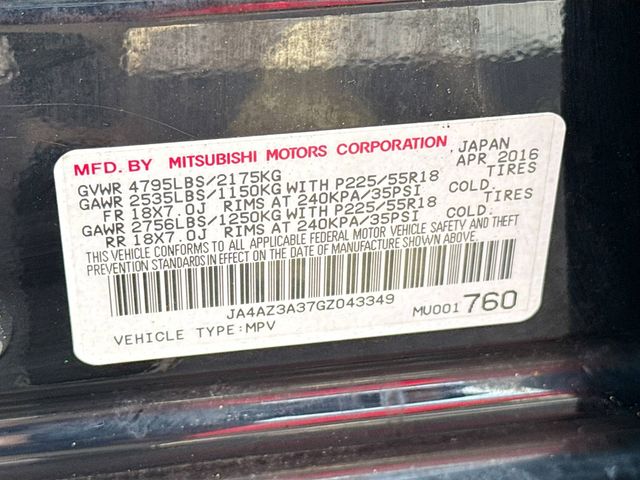 MFD. BY MITSUBISHI MOTORS CORPORATION JAPAN
APR 2016
GVWR 4795LBS/2175KG
GAWR 2535LBS/1150KG WITH P225/55R18 TIRES
FR 18X7.0J RIMS AT 240KPA/35PSI COLD.
GAWR 2756LBS/1250KG WITH P225/55R18 TIRES
RR 18X7.0J RIMS AT 240KPA/35PSI COLD.
THIS VEHICLE CONFORMS TO ALL APPLICABLE FEDERAL MOTOR VEHICLE SAFETY AND THEFT
PREVENTION STANDARDS IN EFFECT ON THE DATE OF MANUFACTURE SHOWN ABOVE.
JA4AZ3A37GZ043349
VEHICLE TYPE:MPV MU001760